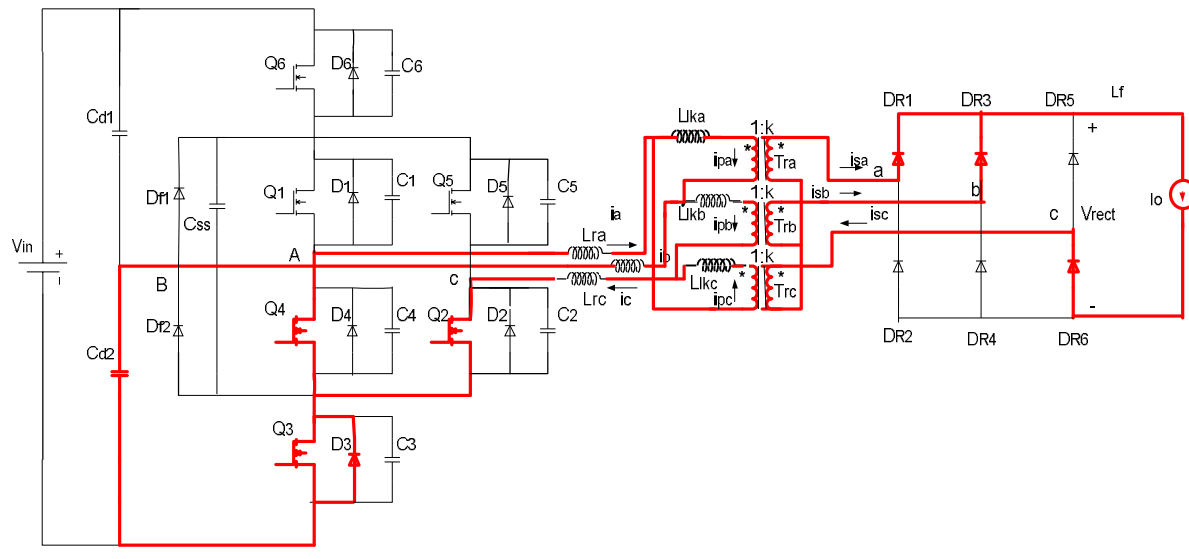 Q6
D6
C6
Cd1
Llka
1:k
DR1
DR3
DR5
Lf
+
ipa
*
*
Tra
isa
a
Q1
D1
C1
Q5
D5
C5
Df1
Css
isb
b
Llkb
1:k
ipb
*
*
Trb
isc
c
Vrect
Io
ia
Lra
Vin
+
-
A
B
ib
c
Lrc
ic
Llkc
1:k
ipc
*
*
Trc
Df2
Q4
D4
C4
Q2
D2
C2
Cd2
-
DR2
DR4
DR6
Q3
D3
C3